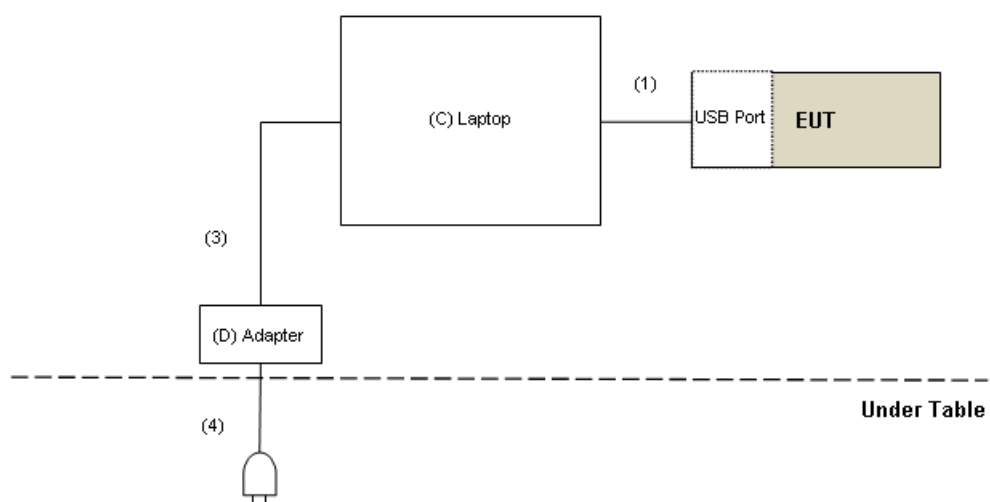 (1)
(C) Laptop
USB Port
EUT
(3)
(D) Adapter
Under Table
(4)